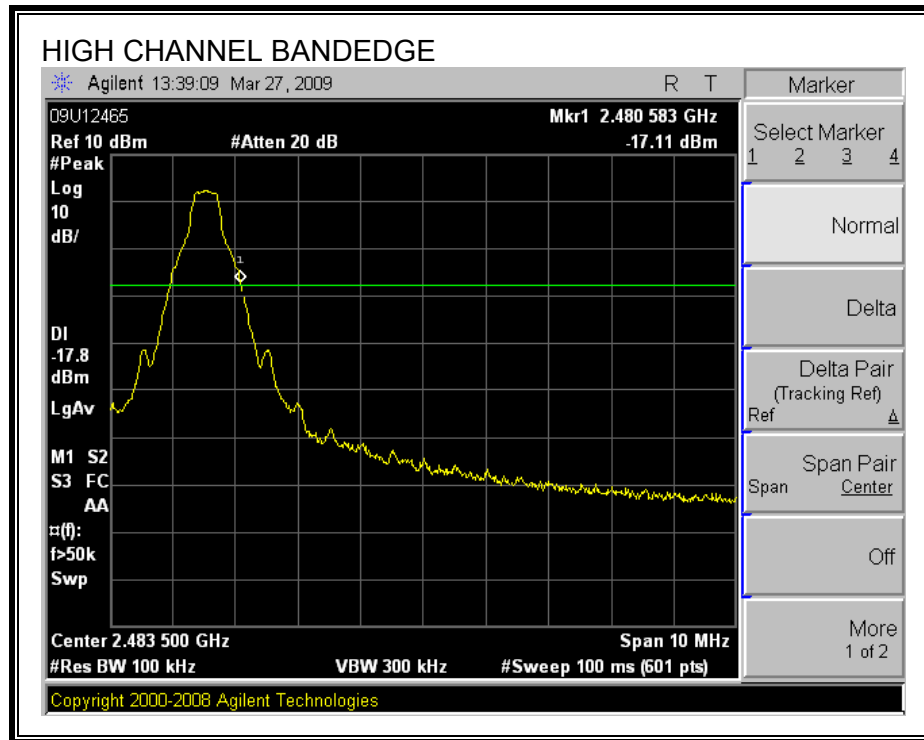 HIGH CHANNEL BANDEDGE
Agilent 13:39:09 Mar 27, 2009 R T
09U12465
Mkr1 2.480 583 GHz
Ref 10 dBm #Atten 20 dB -17.11 dBm
#Peak
Log
10
dB/
1
DI
-17.8
dBm
LgAv
M1 S2
S3 FC
AA
¤(f):
f>50k
Swp
Center 2.483 500 GHz Span 10 MHz
#Res BW 100 kHz VBW 300 kHz #Sweep 100 ms (601 pts)
Copyright 2000-2008 Agilent Technologies
Marker
Select Marker
1 2 3 4
Normal
Delta
Delta Pair
(Tracking Ref)
Ref Δ
Span Pair
Span Center
Off
More
1 of 2